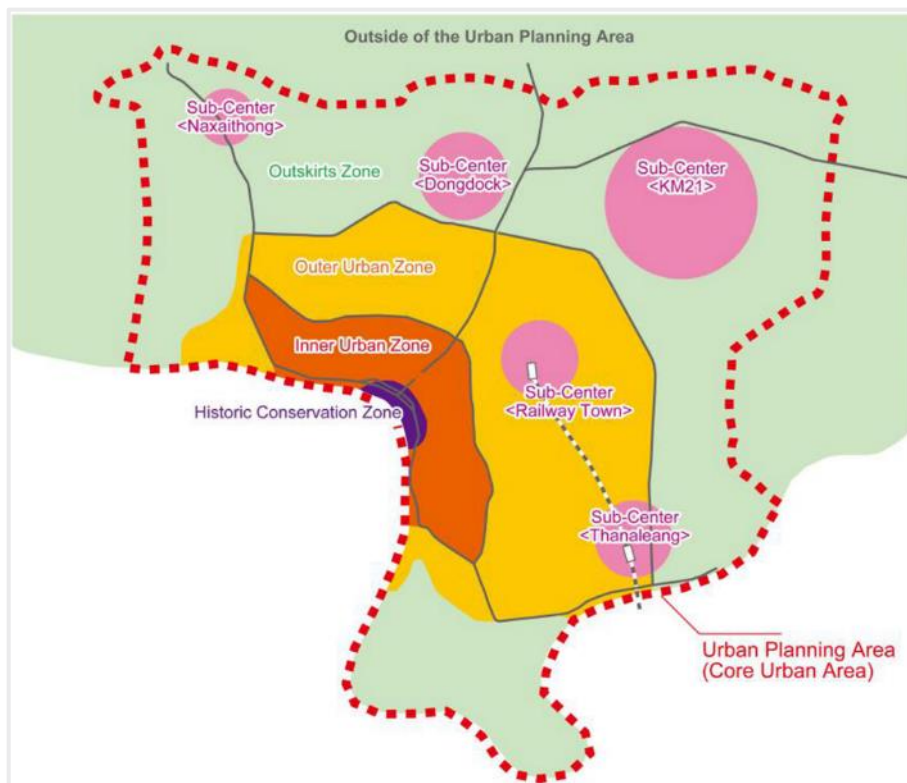 Outside of the Urban Planning Area
Sub-Center
<Naxaithong>
Sub-Center
<Dongdock>
Sub-Center
<KM21>
Outskirts Zone
Outer Urban Zone
Inner Urban Zone
Historic Conservation Zone
Sub-Center
<Railway Town>
Sub-Center
<Thanaleang>
Urban Planning Area
(Core Urban Area)